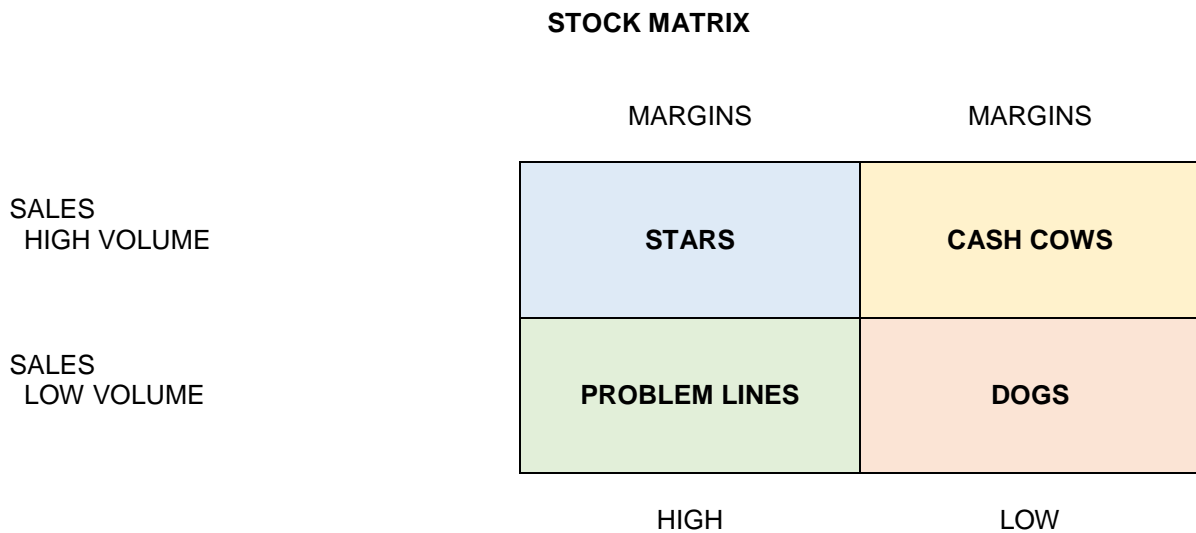 STOCK MATRIX
MARGINS MARGINS
SALES
HIGH VOLUME
STARS CASH COWS
SALES
LOW VOLUME
PROBLEM LINES DOGS
HIGH LOW